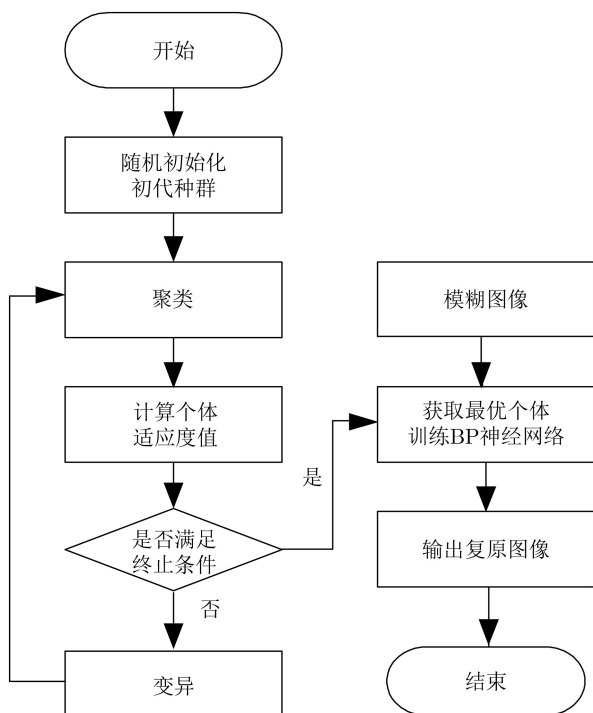 开始
随机初始化
初代种群
聚类
计算个体
适应度值
是否满足
终止条件
是
否
变异
模糊图像
获取最优个体
训练BP神经网络
输出复原图像
结束